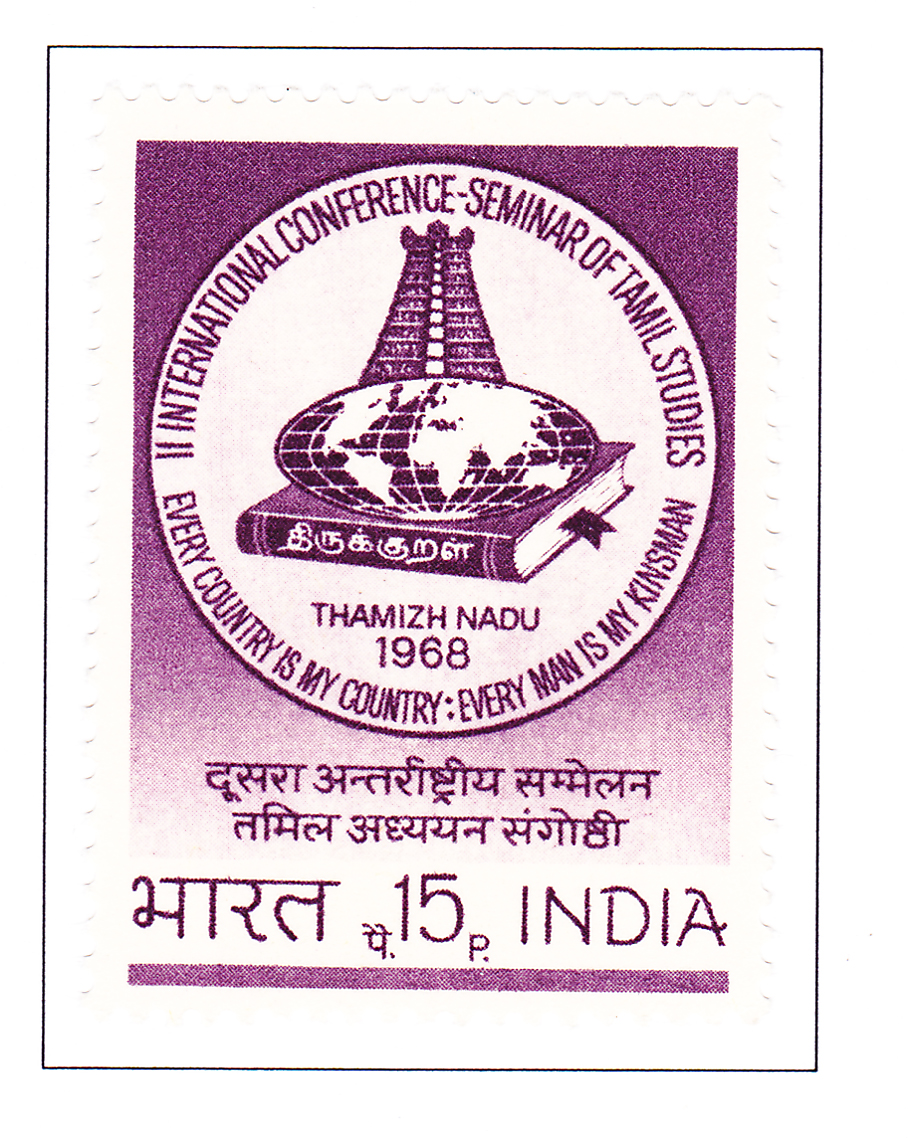 II INTERNATIONAL CONFERENCE-SEMINAR OF TAMIL STUDIES
திருக்குறள்
THAMIZH NADU
1968
EVERY COUNTRY IS MY COUNTRY: EVERY MAN IS MY KINSMAN
दूसरा अन्तर्राष्ट्रीय सम्मेलन
तमिल अध्ययन संगोष्ठी
भारत पै. 15 P. INDIA